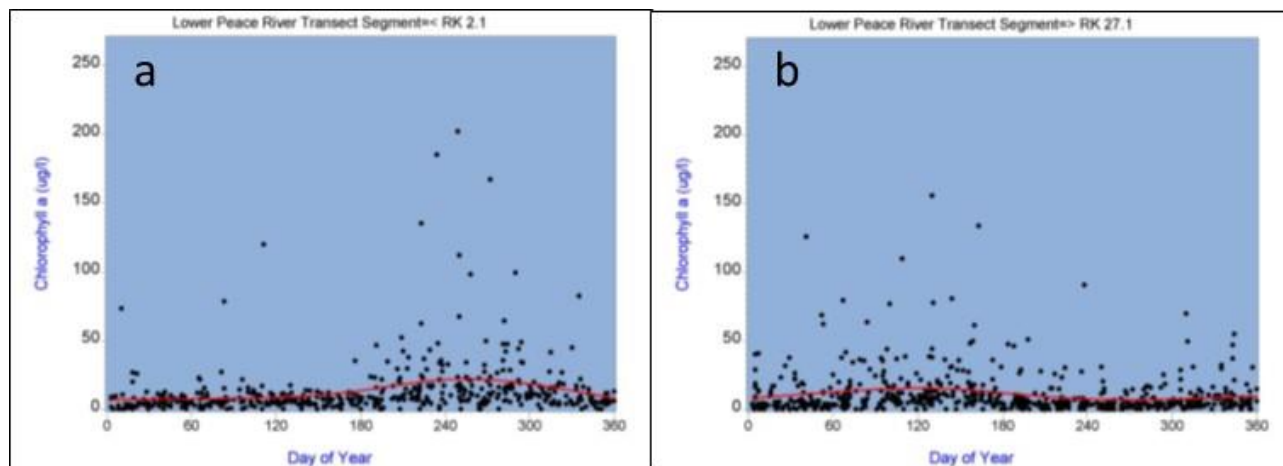 Lower Peace River Transect Segment=< RK 2.1
a
250
200
150
100
50
0
Chlorophyll a (ug/l)
0 60 120 180 240 300 360
Day of Year
Lower Peace River Transect Segment=> RK 27.1
b
250
200
150
100
50
0
Chlorophyll a (ug/l)
0 60 120 180 240 300 360
Day of Year